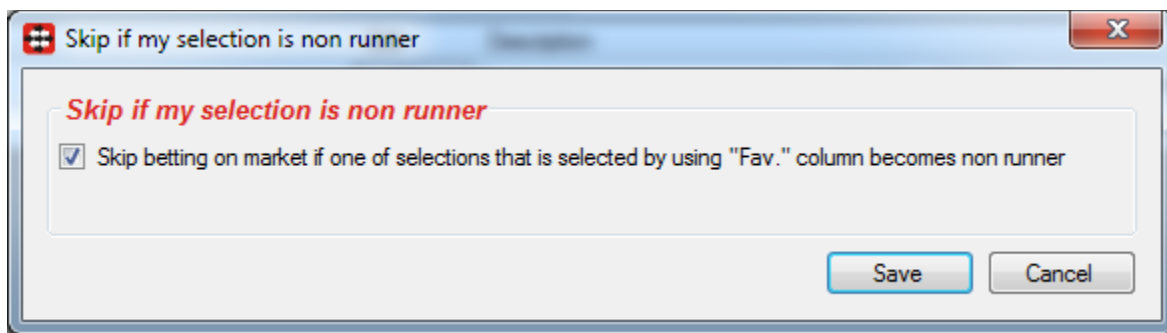 Skip if my selection is non runner
Skip if my selection is non runner
Skip betting on market if one of selections that is selected by using "Fav." column becomes non runner
Save
Cancel